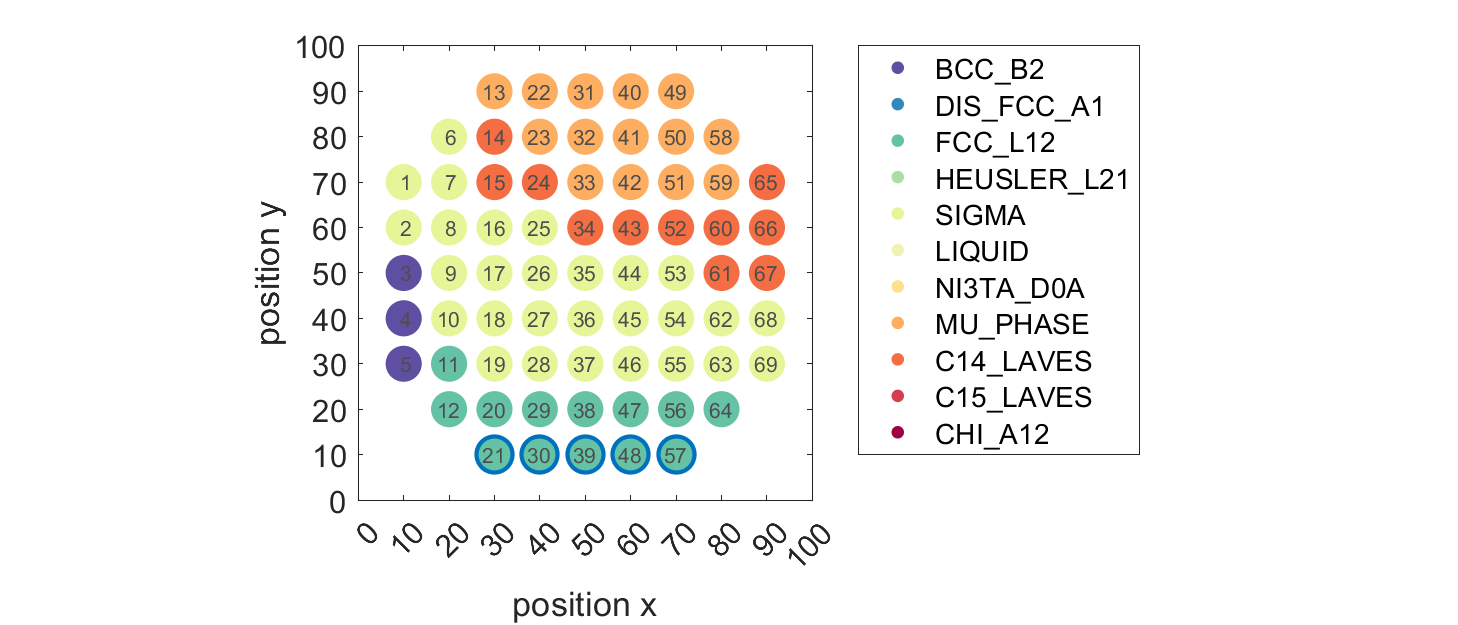 100
90 13 22 31 40 49
80 6 14 23 32 41 50 58
70 1 7 15 24 33 42 51 59 65
60 2 8 16 25 34 43 52 60 66
50 3 9 17 26 35 44 53 61 67
40 4 10 18 27 36 45 54 62 68
30 5 11 19 28 37 46 55 63 69
20 12 20 29 38 47 56 64
10 21 30 39 48 57
0
position y
0 10 20 30 40 50 60 70 80 90 100
position x
BCC_B2
DIS_FCC_A1
FCC_L12
HEUSLER_L21
SIGMA
LIQUID
NI3TA_D0A
MU_PHASE
C14_LAVES
C15_LAVES
CHI_A12